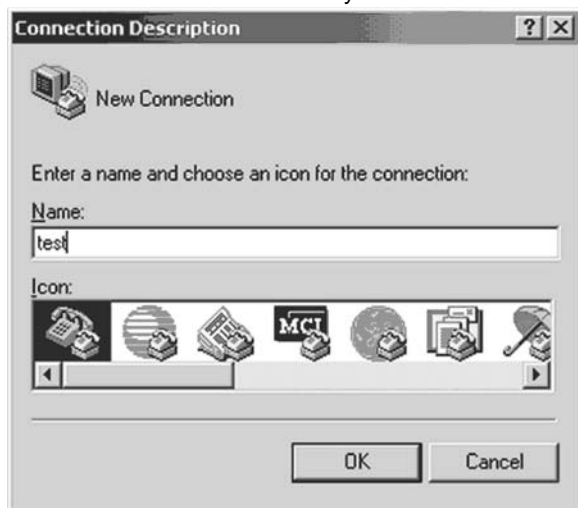 Connection Description
New Connection
Enter a name and choose an icon for the connection:
Name:
test
Icon:
MCI
OK
Cancel